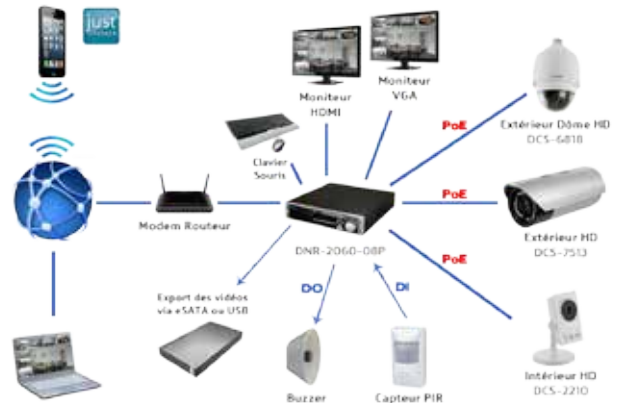 just
Moniteur
HDMI
Moniteur
VGA
Clavier
Souris
PoE
Extérieur Dôme HD
DCS-6818
Modem Routeur
DNR-2060-08P
PoE
Extérieur HD
DCS-7513
PoE
Export des vidéos
via eSATA ou USB
DO
DI
Buzzer
Capteur PIR
Intérieur HD
DCS-2210